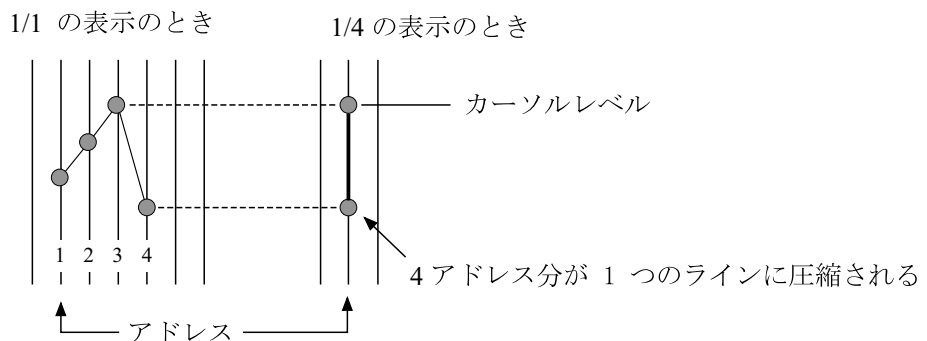 1/1 の表示のとき
1/4 の表示のとき
カーソルレベル
1 2 3 4
4 アドレス分が 1 つのラインに圧縮される
アドレス